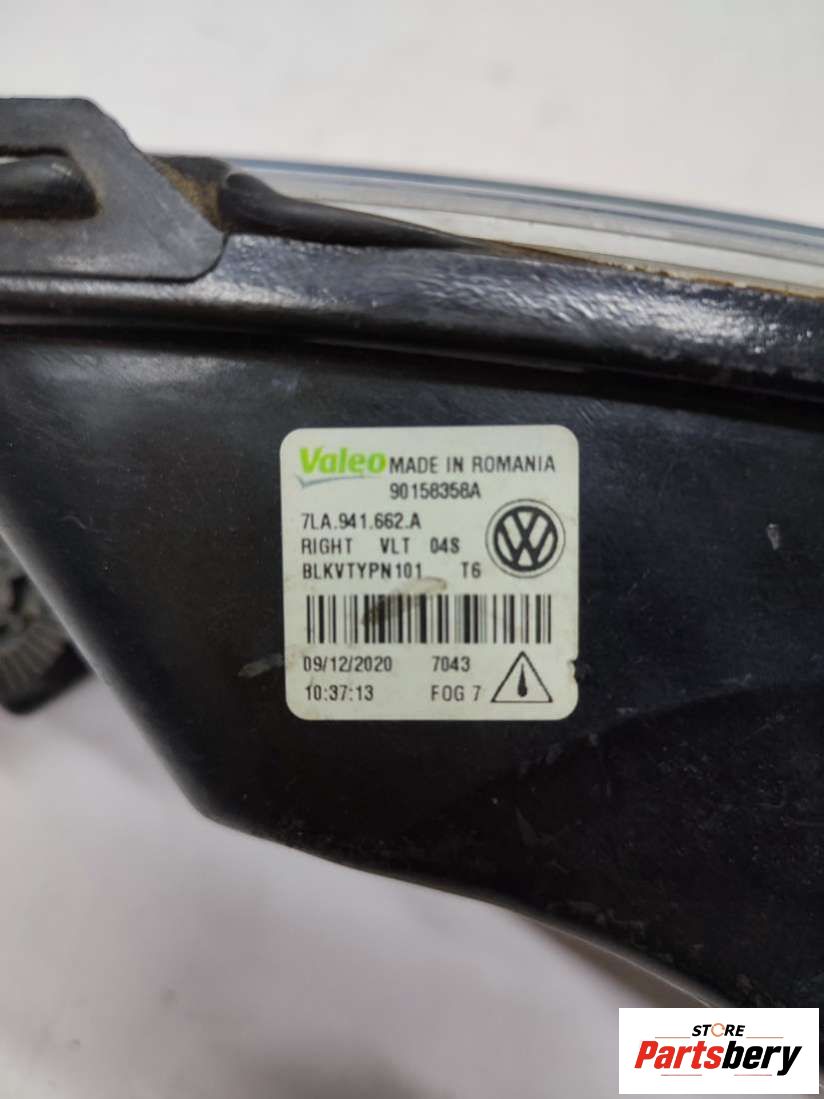 Valeo MADE IN ROMANIA
90158358A
7LA.941.662.A
RIGHT VLT 04S
BLKVTYPN101 T6
09/12/2020 7043
10:37:13 FOG 7
STORE
Partsbery